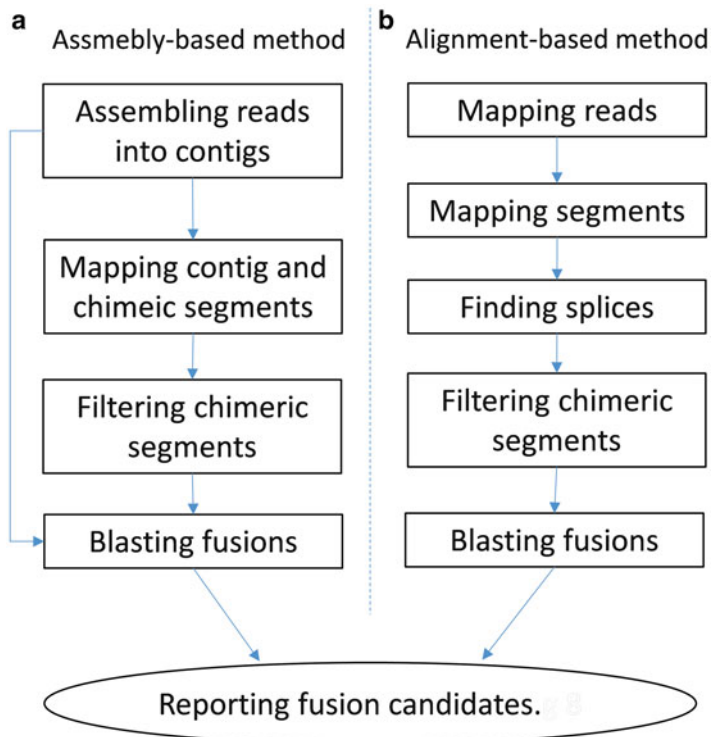 a
Assmebly-based method
Assembling reads
into contigs
Mapping contig and
chimeic segments
Filtering chimeric
segments
Blasting fusions
b
Alignment-based method
Mapping reads
Mapping segments
Finding splices
Filtering chimeric
segments
Blasting fusions
Reporting fusion candidates.